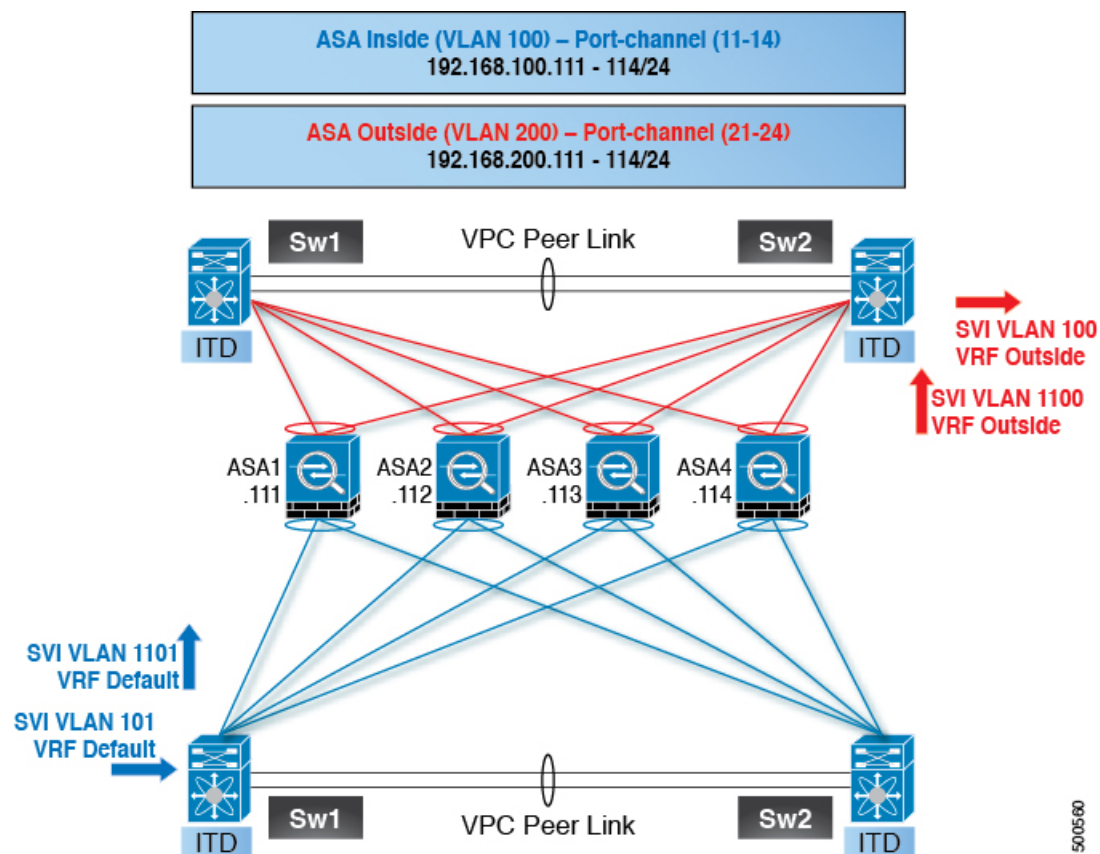 ASA Inside (VLAN 100) – Port-channel (11-14)
192.168.100.111 - 114/24
ASA Outside (VLAN 200) – Port-channel (21-24)
192.168.200.111 - 114/24
Sw1
VPC Peer Link
Sw2
ITD
ITD
SVI VLAN 100
VRF Outside
SVI VLAN 1100
VRF Outside
ASA1
.111
ASA2
.112
ASA3
.113
ASA4
.114
SVI VLAN 1101
VRF Default
SVI VLAN 101
VRF Default
Sw1
VPC Peer Link
Sw2
ITD
ITD
500560